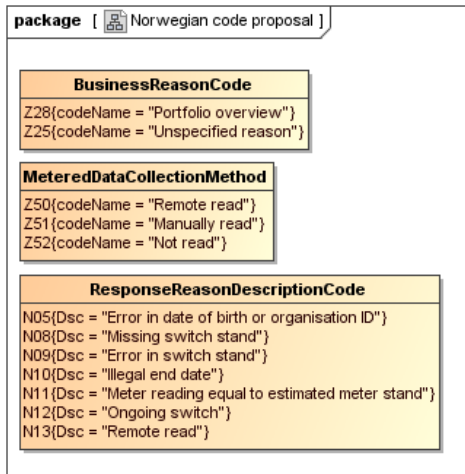 package [ Norwegian code proposal ]
BusinessReasonCode
Z28{codeName = "Portfolio overview"}
Z25{codeName = "Unspecified reason"}
MeteredDataCollectionMethod
Z50{codeName = "Remote read"}
Z51{codeName = "Manually read"}
Z52{codeName = "Not read"}
ResponseReasonDescriptionCode
N05{Dsc = "Error in date of birth or organisation ID"}
N08{Dsc = "Missing switch stand"}
N09{Dsc = "Error in switch stand"}
N10{Dsc = "Illegal end date"}
N11{Dsc = "Meter reading equal to estimated meter stand"}
N12{Dsc = "Ongoing switch"}
N13{Dsc = "Remote read"}